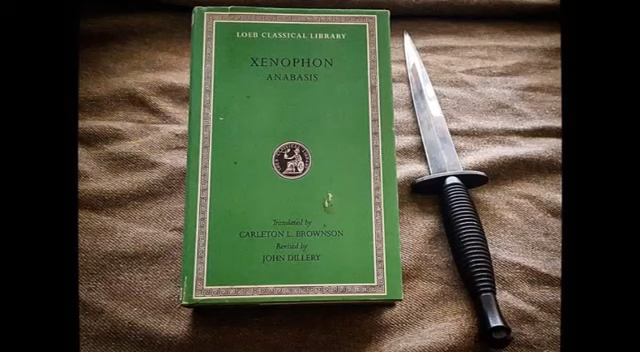 LOEB CLASSICAL LIBRARY
XENOPHON
ANABASIS
Translated by
CARLETON L. BROWNSON
Revised by
JOHN DILLERY